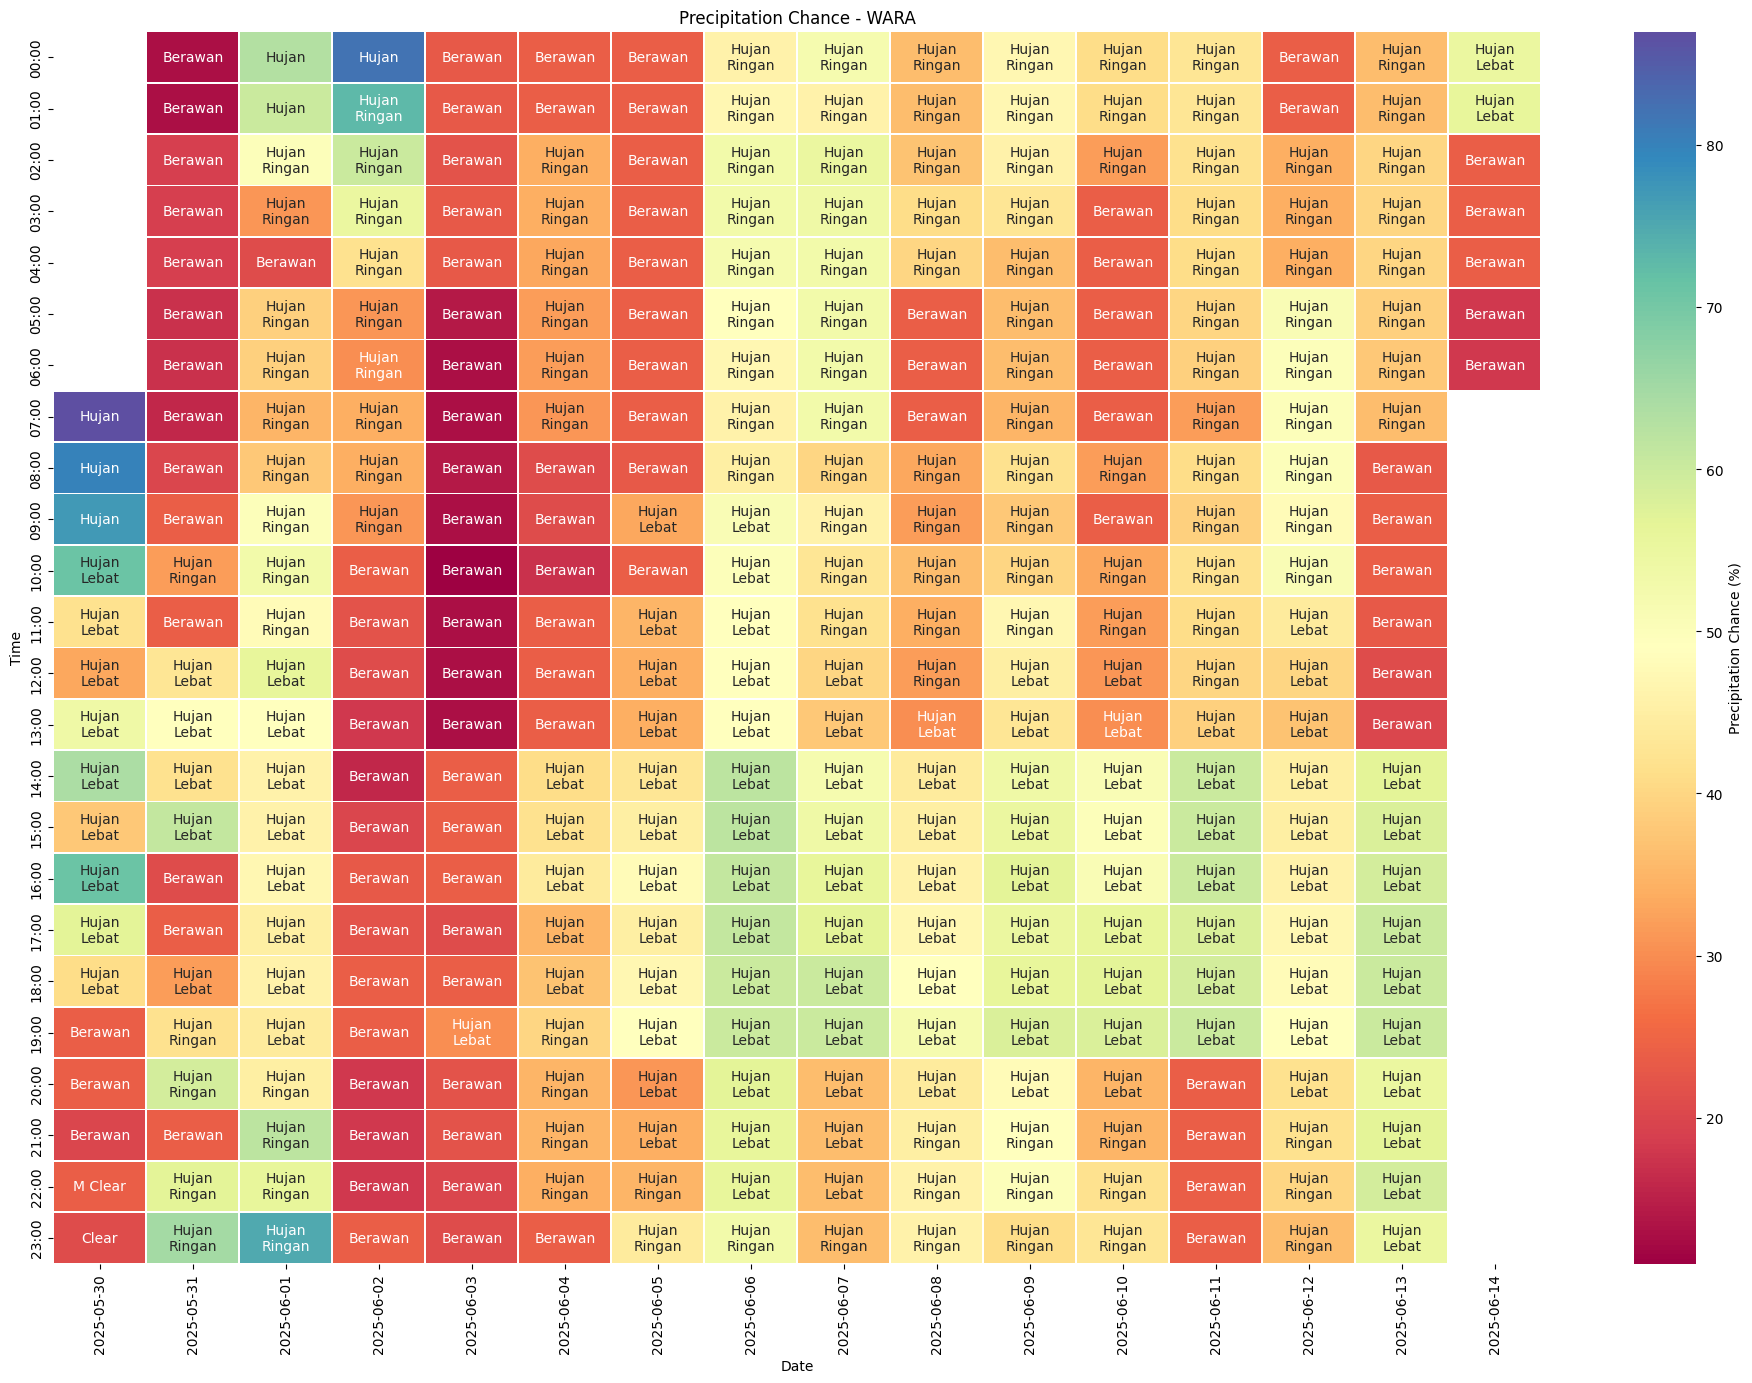 Precipitation Chance - WARA
00:00 Berawan Hujan Hujan Berawan Berawan Berawan Hujan Ringan Hujan Ringan Hujan Ringan Hujan Ringan Hujan Ringan Hujan Ringan Berawan Hujan Ringan Hujan Lebat
01:00 Berawan Hujan Hujan Ringan Berawan Berawan Berawan Hujan Ringan Hujan Ringan Hujan Ringan Hujan Ringan Hujan Ringan Hujan Ringan Berawan Hujan Ringan Hujan Lebat
02:00 Berawan Hujan Ringan Hujan Ringan Berawan Hujan Ringan Berawan Hujan Ringan Hujan Ringan Hujan Ringan Hujan Ringan Hujan Ringan Hujan Ringan Hujan Ringan Hujan Ringan Berawan
03:00 Berawan Hujan Ringan Hujan Ringan Berawan Hujan Ringan Berawan Hujan Ringan Hujan Ringan Hujan Ringan Hujan Ringan Berawan Hujan Ringan Hujan Ringan Hujan Ringan Berawan
04:00 Berawan Berawan Hujan Ringan Berawan Hujan Ringan Berawan Hujan Ringan Hujan Ringan Hujan Ringan Hujan Ringan Berawan Hujan Ringan Hujan Ringan Hujan Ringan Berawan
05:00 Berawan Hujan Ringan Hujan Ringan Berawan Hujan Ringan Berawan Hujan Ringan Hujan Ringan Berawan Hujan Ringan Berawan Hujan Ringan Hujan Ringan Hujan Ringan Berawan
06:00 Berawan Hujan Ringan Hujan Ringan Berawan Hujan Ringan Berawan Hujan Ringan Hujan Ringan Berawan Hujan Ringan Berawan Hujan Ringan Hujan Ringan Hujan Ringan Berawan
07:00 Hujan Berawan Hujan Ringan Hujan Ringan Berawan Hujan Ringan Berawan Hujan Ringan Hujan Ringan Berawan Hujan Ringan Berawan Hujan Ringan Hujan Ringan Hujan Ringan
08:00 Hujan Berawan Hujan Ringan Hujan Ringan Berawan Berawan Berawan Hujan Ringan Hujan Ringan Hujan Ringan Hujan Ringan Hujan Ringan Hujan Ringan Hujan Ringan Berawan
09:00 Hujan Berawan Hujan Ringan Hujan Ringan Berawan Berawan Hujan Lebat Hujan Lebat Hujan Ringan Hujan Ringan Hujan Ringan Berawan Hujan Ringan Hujan Ringan Berawan
10:00 Hujan Lebat Hujan Ringan Hujan Ringan Berawan Berawan Berawan Berawan Hujan Lebat Hujan Ringan Hujan Ringan Hujan Ringan Hujan Ringan Hujan Ringan Hujan Ringan Berawan
11:00 Hujan Lebat Berawan Hujan Ringan Berawan Berawan Berawan Hujan Lebat Hujan Lebat Hujan Ringan Hujan Ringan Hujan Ringan Hujan Ringan Hujan Ringan Hujan Lebat Berawan
12:00 Hujan Lebat Hujan Lebat Hujan Lebat Berawan Berawan Berawan Hujan Lebat Hujan Lebat Hujan Lebat Hujan Ringan Hujan Lebat Hujan Lebat Hujan Ringan Hujan Lebat Berawan
13:00 Hujan Lebat Hujan Lebat Hujan Lebat Berawan Berawan Berawan Hujan Lebat Hujan Lebat Hujan Lebat Hujan Lebat Hujan Lebat Hujan Lebat Hujan Lebat Hujan Lebat Berawan
14:00 Hujan Lebat Hujan Lebat Hujan Lebat Berawan Berawan Hujan Lebat Hujan Lebat Hujan Lebat Hujan Lebat Hujan Lebat Hujan Lebat Hujan Lebat Hujan Lebat Hujan Lebat Hujan Lebat
15:00 Hujan Lebat Hujan Lebat Hujan Lebat Berawan Berawan Hujan Lebat Hujan Lebat Hujan Lebat Hujan Lebat Hujan Lebat Hujan Lebat Hujan Lebat Hujan Lebat Hujan Lebat Hujan Lebat
16:00 Hujan Lebat Berawan Hujan Lebat Berawan Berawan Hujan Lebat Hujan Lebat Hujan Lebat Hujan Lebat Hujan Lebat Hujan Lebat Hujan Lebat Hujan Lebat Hujan Lebat Hujan Lebat
17:00 Hujan Lebat Berawan Hujan Lebat Berawan Berawan Hujan Lebat Hujan Lebat Hujan Lebat Hujan Lebat Hujan Lebat Hujan Lebat Hujan Lebat Hujan Lebat Hujan Lebat Hujan Lebat
18:00 Hujan Lebat Hujan Lebat Hujan Lebat Berawan Berawan Hujan Lebat Hujan Lebat Hujan Lebat Hujan Lebat Hujan Lebat Hujan Lebat Hujan Lebat Hujan Lebat Hujan Lebat Hujan Lebat
19:00 Berawan Hujan Ringan Hujan Lebat Berawan Hujan Lebat Hujan Ringan Hujan Lebat Hujan Lebat Hujan Lebat Hujan Lebat Hujan Lebat Hujan Lebat Hujan Lebat Hujan Lebat Hujan Lebat
20:00 Berawan Hujan Ringan Hujan Ringan Berawan Berawan Hujan Ringan Hujan Lebat Hujan Lebat Hujan Lebat Hujan Lebat Hujan Lebat Hujan Lebat Berawan Hujan Lebat Hujan Lebat
21:00 Berawan Berawan Hujan Ringan Berawan Berawan Hujan Ringan Hujan Lebat Hujan Lebat Hujan Lebat Hujan Ringan Hujan Ringan Hujan Ringan Berawan Hujan Ringan Hujan Lebat
22:00 M Clear Hujan Ringan Hujan Ringan Berawan Berawan Hujan Ringan Hujan Ringan Hujan Lebat Hujan Lebat Hujan Ringan Hujan Ringan Hujan Ringan Berawan Hujan Ringan Hujan Lebat
23:00 Clear Hujan Ringan Hujan Ringan Berawan Berawan Berawan Hujan Ringan Hujan Ringan Hujan Ringan Hujan Ringan Hujan Ringan Hujan Ringan Berawan Hujan Ringan Hujan Lebat
Time
2025-05-30 2025-05-31 2025-06-01 2025-06-02 2025-06-03 2025-06-04 2025-06-05 2025-06-06 2025-06-07 2025-06-08 2025-06-09 2025-06-10 2025-06-11 2025-06-12 2025-06-13 2025-06-14
Date
80
70
60
50
40
30
20
Precipitation Chance (%)